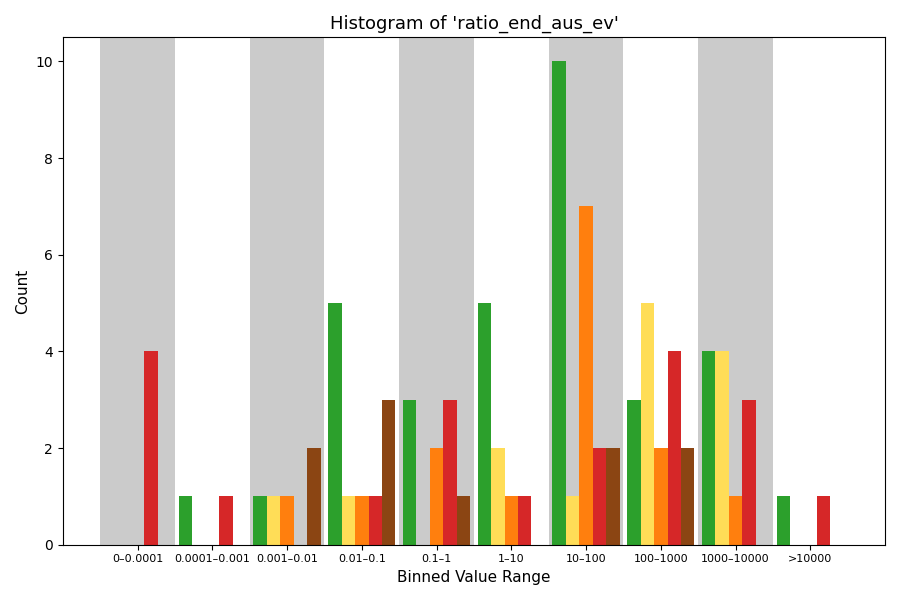 Histogram of 'ratio_end_aus_ev'
Count
10
8
6
4
2
0
0–0.0001 0.0001–0.001 0.001–0.01 0.01–0.1 0.1–1 1–10 10–100 100–1000 1000–10000 >10000
Binned Value Range